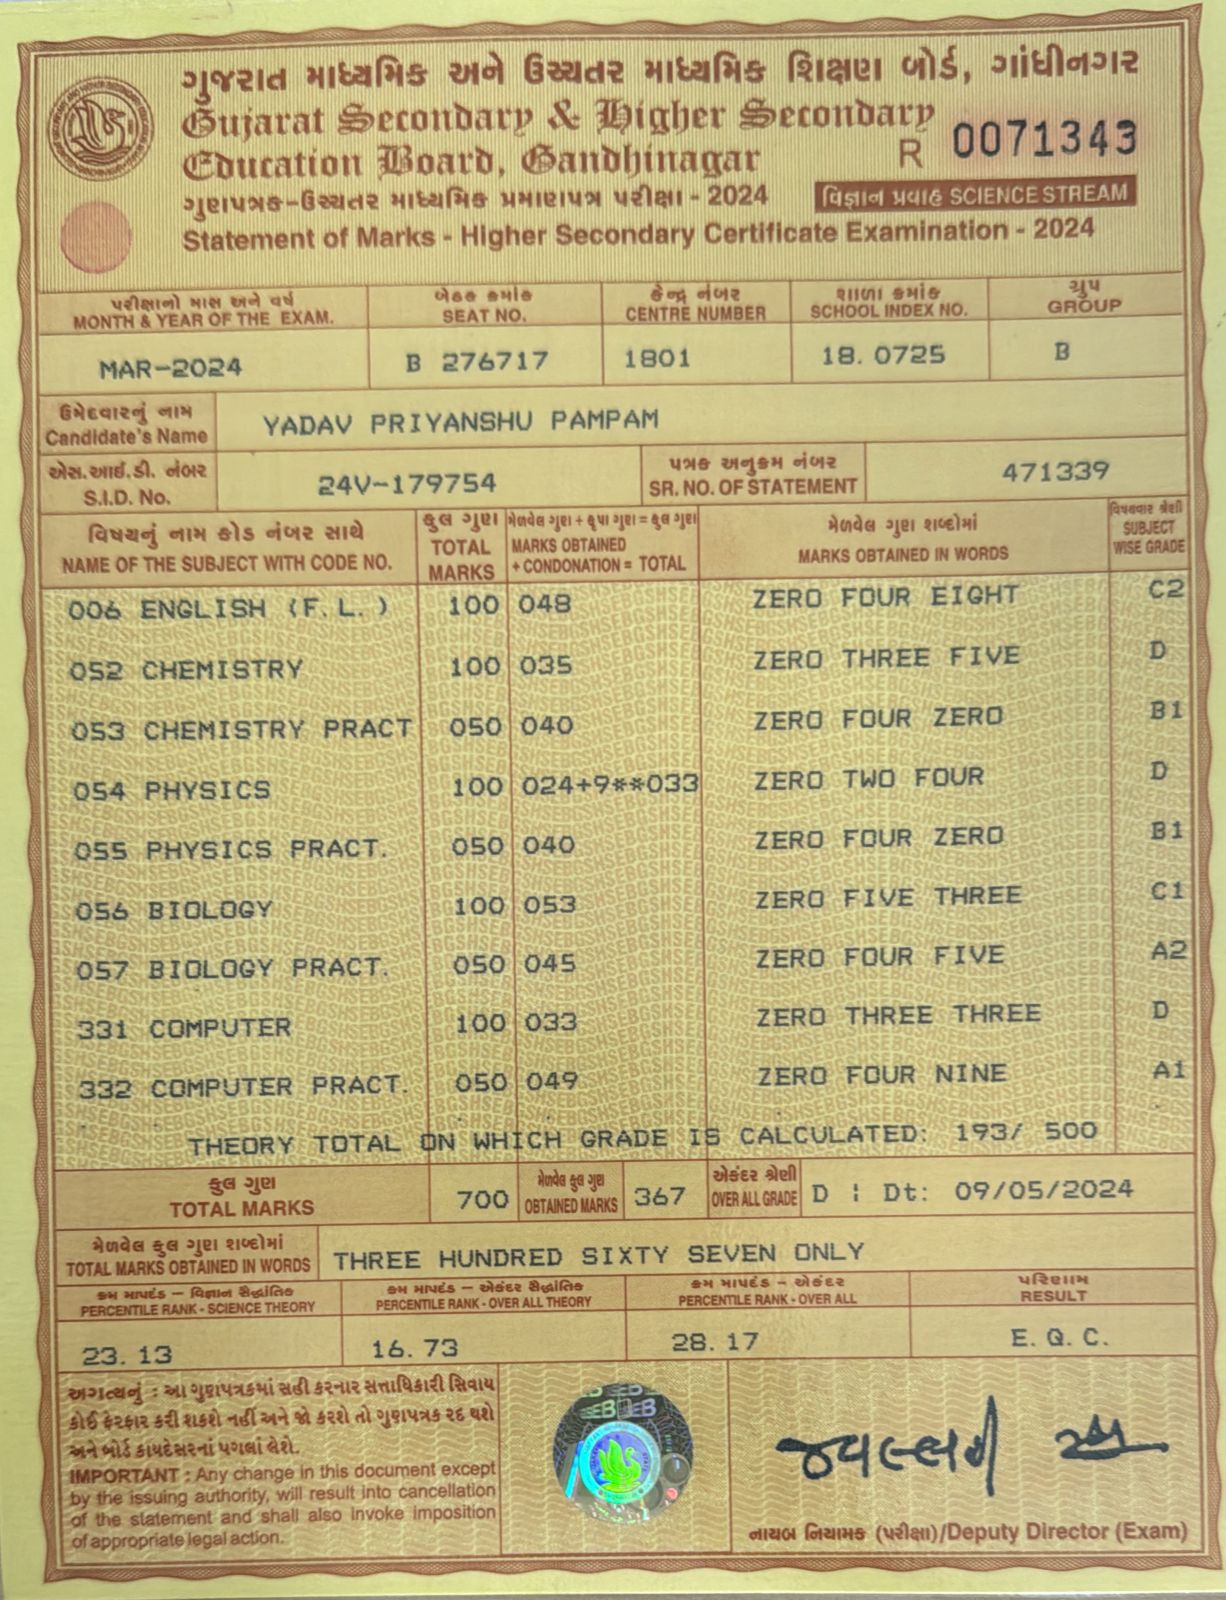 ગુજરાત માધ્યમિક અને ઉચ્ચતર માધ્યમિક શિક્ષણ બોર્ડ, ગાંધીનગર
Gujarat Secondary & Higher Secondary
Education Board, Gandhinagar
R 0071343
ગુણપત્રક-ઉચ્ચતર માધ્યમિક પ્રમાણપત્ર પરીક્ષા - 2024
વિજ્ઞાન પ્રવાહ SCIENCE STREAM
Statement of Marks - Higher Secondary Certificate Examination - 2024
પરીક્ષાનો માસ અને વર્ષ બેઠક ક્રમાંક કેન્દ્ર નંબર શાળા ક્રમાંક ગ્રુપ
MONTH & YEAR OF THE EXAM. SEAT NO. CENTRE NUMBER SCHOOL INDEX NO. GROUP
MAR-2024 B 276717 1801 18. 0725 B
ઉમેદવારનું નામ
Candidate's Name YADAV PRIYANSHU PAMPAM
એસ.આઈ.ડી. નંબર પત્રક અનુક્રમ નંબર
S.I.D. No. 24V-179754 SR. NO. OF STATEMENT 471339
વિષયનું નામ કોડ નંબર સાથે કુલ ગુણ મેળવેલ ગુણ + કૃપા ગુણ = કુલ ગુણ મેળવેલ ગુણ શબ્દોમાં વિષયવાર શ્રેણી
NAME OF THE SUBJECT WITH CODE NO. TOTAL MARKS MARKS OBTAINED + CONDONATION = TOTAL MARKS OBTAINED IN WORDS SUBJECT WISE GRADE
006 ENGLISH (F. L. ) 100 048 ZERO FOUR EIGHT C2
052 CHEMISTRY 100 035 ZERO THREE FIVE D
053 CHEMISTRY PRACT 050 040 ZERO FOUR ZERO B1
054 PHYSICS 100 024+9**033 ZERO TWO FOUR D
055 PHYSICS PRACT. 050 040 ZERO FOUR ZERO B1
056 BIOLOGY 100 053 ZERO FIVE THREE C1
057 BIOLOGY PRACT. 050 045 ZERO FOUR FIVE A2
331 COMPUTER 100 033 ZERO THREE THREE D
332 COMPUTER PRACT. 050 049 ZERO FOUR NINE A1
THEORY TOTAL ON WHICH GRADE IS CALCULATED: 193/ 500
કુલ ગુણ મેળવેલ કુલ ગુણ એકંદર શ્રેણી
TOTAL MARKS 700 OBTAINED MARKS 367 OVER ALL GRADE D : Dt: 09/05/2024
મેળવેલ કુલ ગુણ શબ્દોમાં
TOTAL MARKS OBTAINED IN WORDS THREE HUNDRED SIXTY SEVEN ONLY
ક્રમ માપદંડ – વિજ્ઞાન સૈદ્ધાંતિક ક્રમ માપદંડ – એકંદર સૈદ્ધાંતિક ક્રમ માપદંડ – એકંદર પરિણામ
PERCENTILE RANK - SCIENCE THEORY PERCENTILE RANK - OVER ALL THEORY PERCENTILE RANK - OVER ALL RESULT
23. 13 16. 73 28. 17 E. Q. C.
અગત્યનું : આ ગુણપત્રકમાં સહી કરનાર સત્તાધિકારી સિવાય
કોઈ ફેરફાર કરી શકશે નહીં અને જો કરશે તો ગુણપત્રક રદ થશે
અને બોર્ડ કાયદેસરનાં પગલાં લેશે.
IMPORTANT : Any change in this document except
by the issuing authority, will result into cancellation
of the statement and shall also invoke imposition
of appropriate legal action.
નાયબ નિયામક (પરીક્ષા)/Deputy Director (Exam)